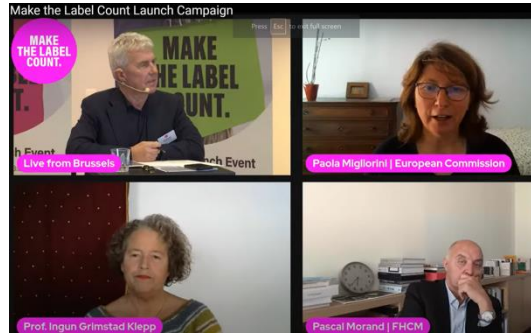 Make the Label Count Launch Campaign
Press Esc to exit full screen
MAKE
THE LABEL
COUNT.
MAKE
THE LABEL
COUNT.
Live from Brussels
Paola Migliorini | European Commission
Prof. Ingun Grimstad Klepp
Pascal Morand | FHCM